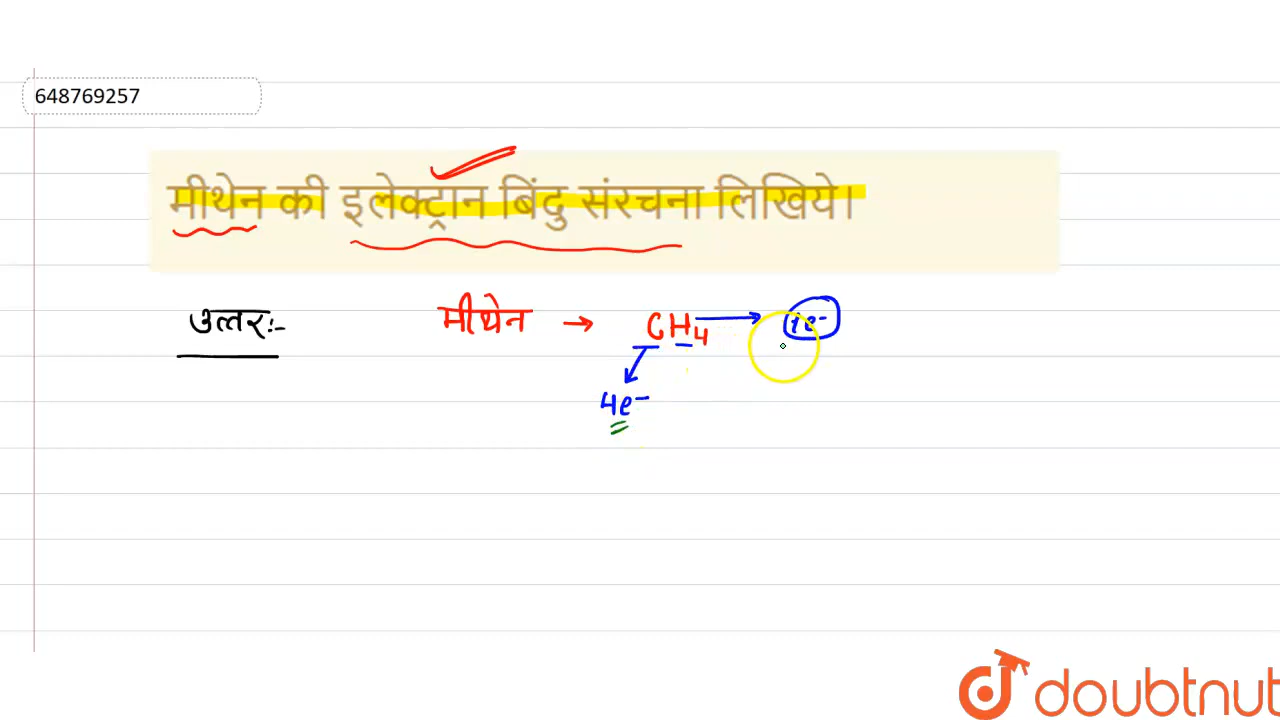 648769257
मीथेन की इलेक्ट्रान बिंदु संरचना लिखिये।
उत्तर:- मीथेन → CH4 → 1e-
4e-
doubtnut